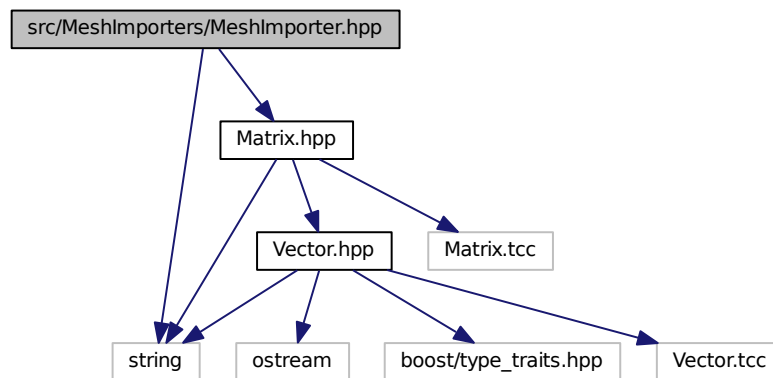 src/MeshImporters/MeshImporter.hpp
Matrix.hpp
Vector.hpp
Matrix.tcc
string
ostream
boost/type_traits.hpp
Vector.tcc